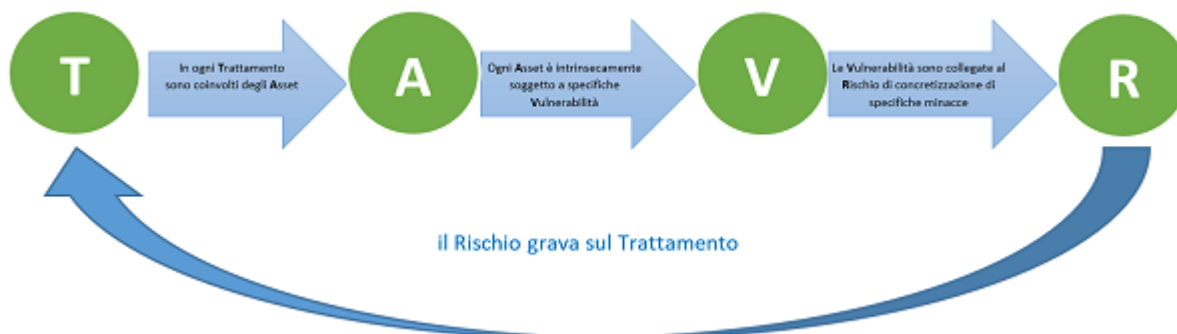 T
In ogni Trattamento
sono coinvolti degli Asset
A
Ogni Asset è intrinsecamente
soggetto a specifiche
Vulnerabilità
V
Le Vulnerabilità sono collegate al
Rischio di concretizzazione di
specifiche minacce
R
il Rischio grava sul Trattamento